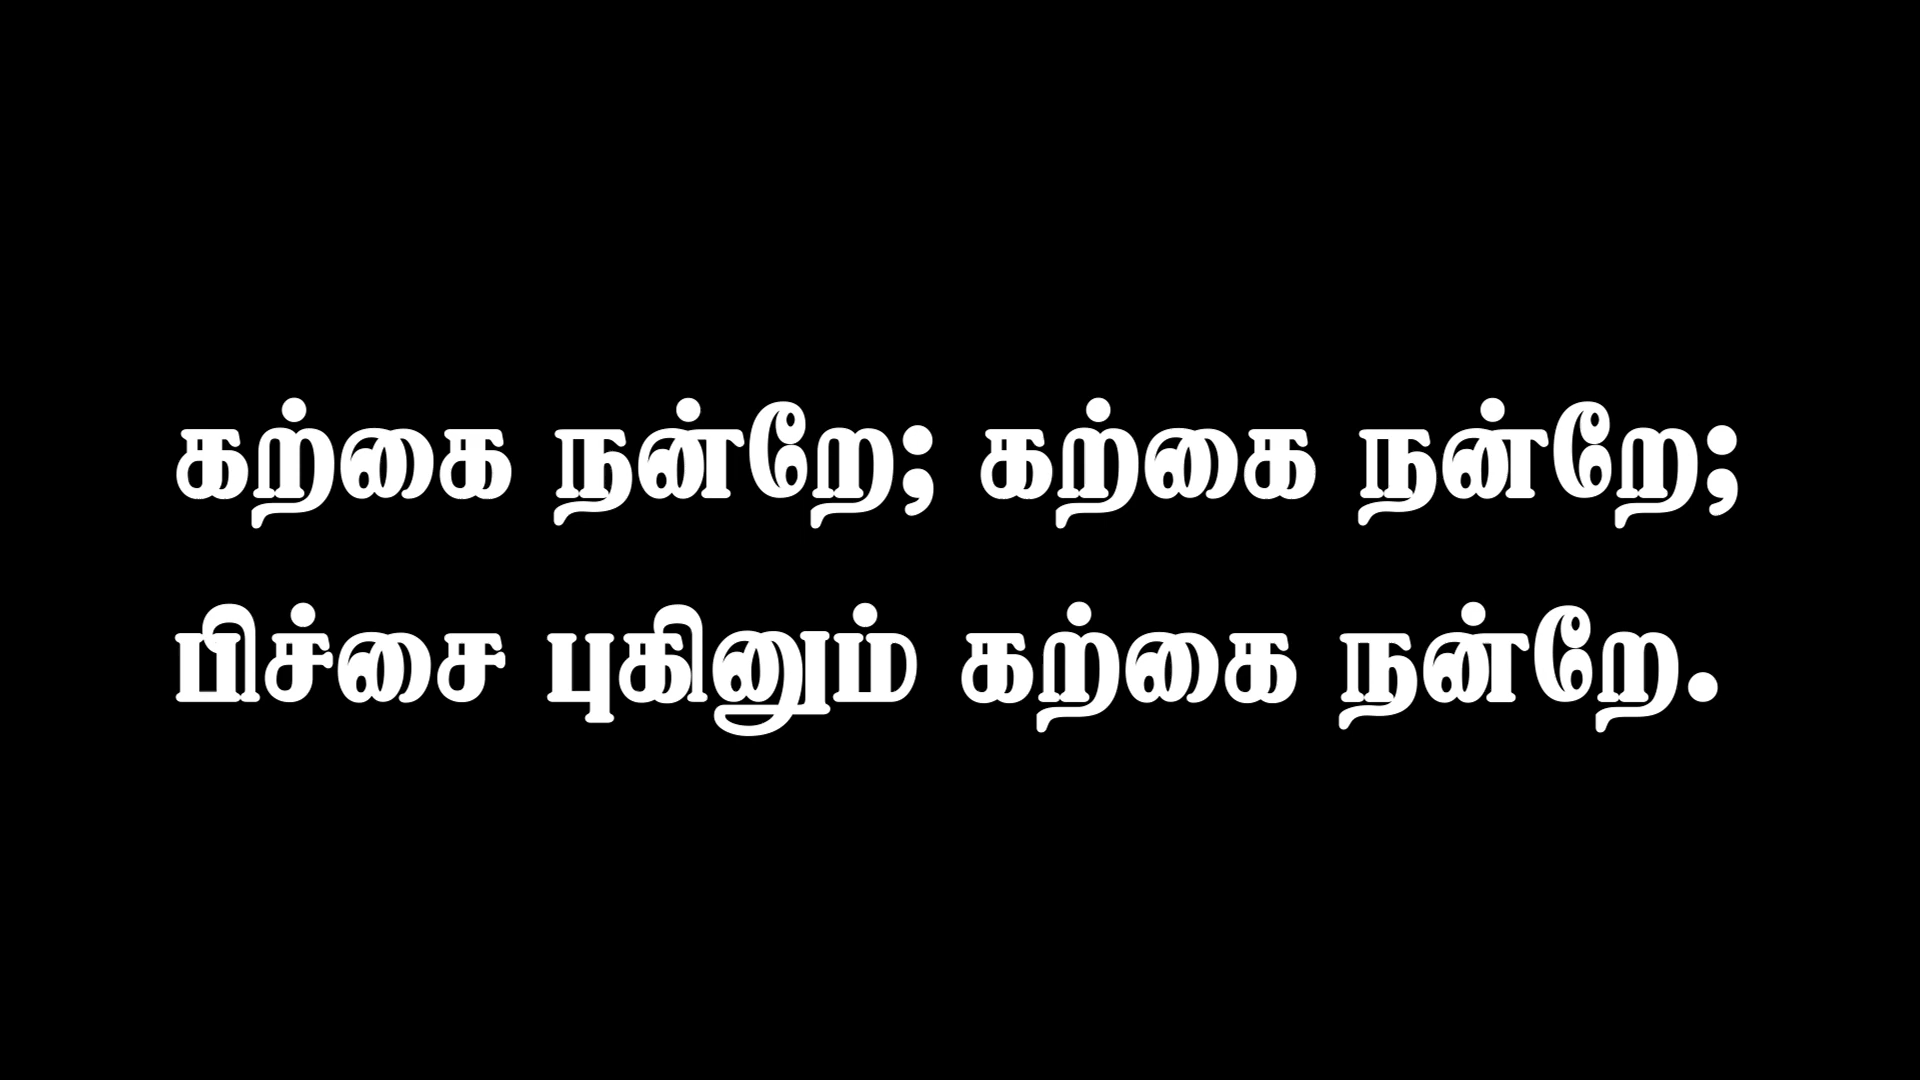 கற்கை நன்றே; கற்கை நன்றே;
பிச்சை புகினும் கற்கை நன்றே.